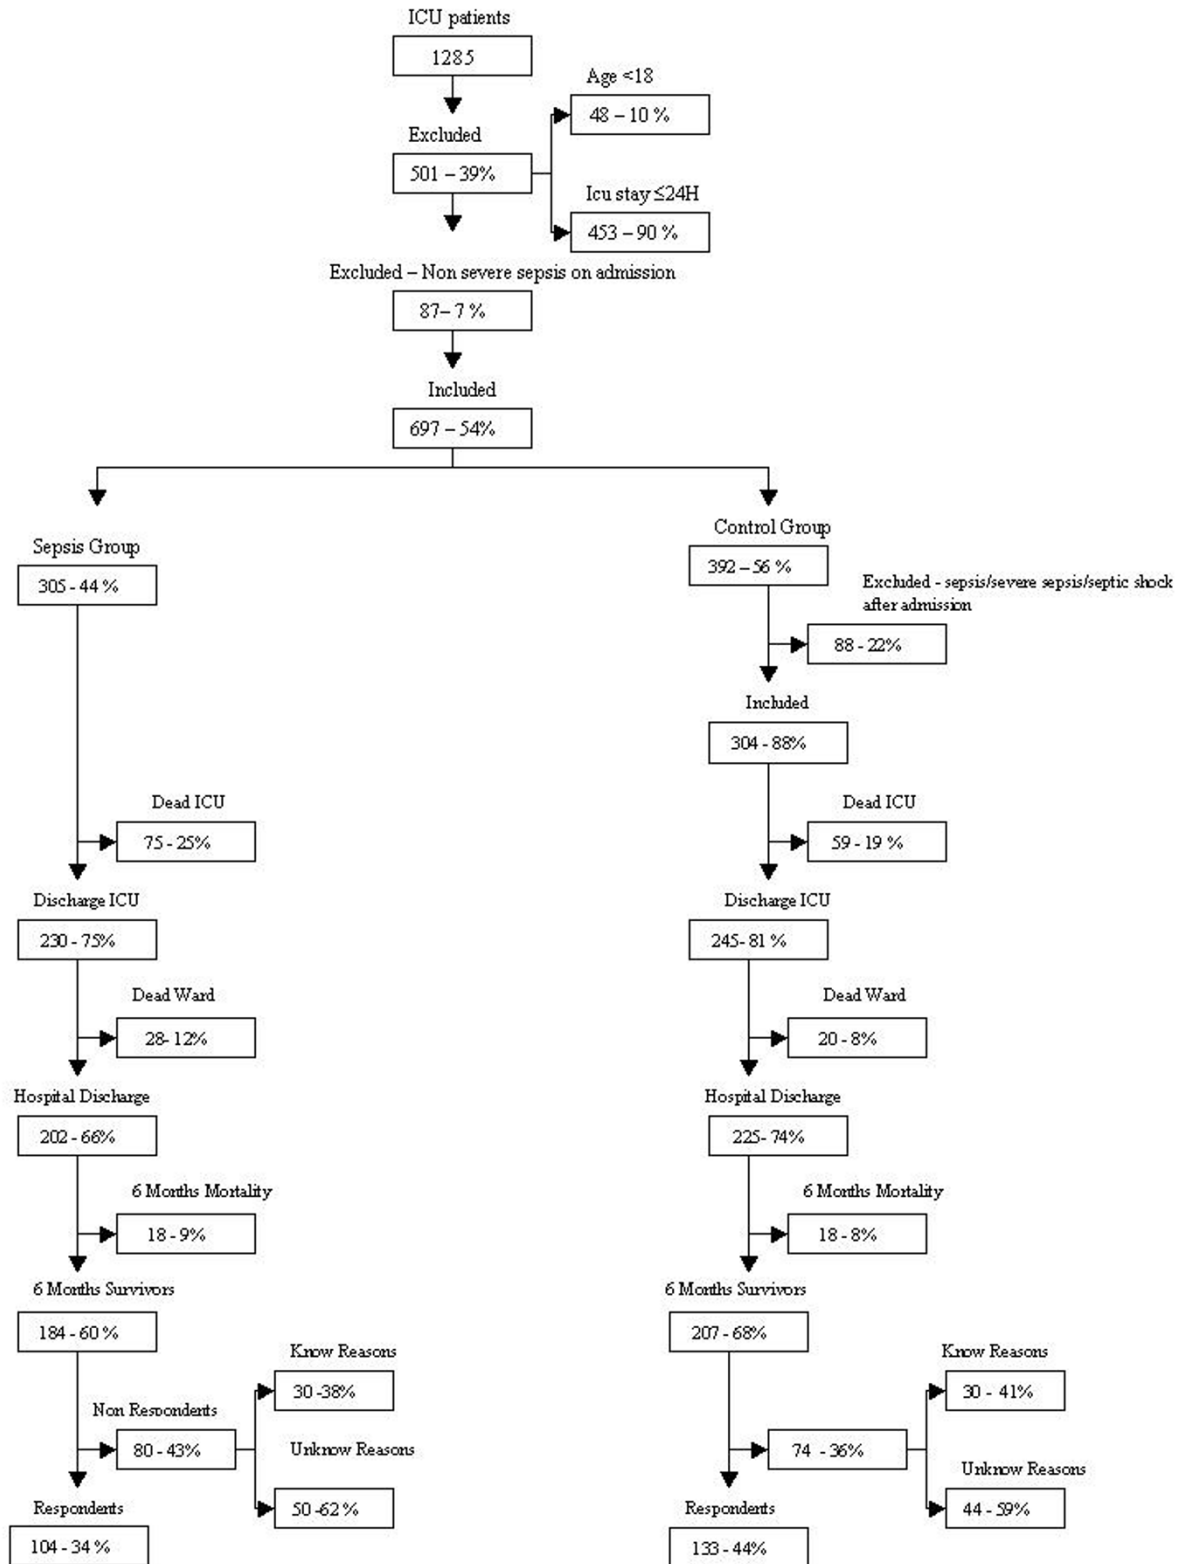 ICU patients
1285
Age <18
48 – 10 %
Excluded
501 – 39%
Icu stay ≤24H
453 – 90 %
Excluded – Non severe sepsis on admission
87– 7 %
Included
697 – 54%
Sepsis Group
305 - 44 %
Dead ICU
75 - 25%
Discharge ICU
230 - 75%
Dead Ward
28- 12%
Hospital Discharge
202 - 66%
6 Months Mortality
18 - 9%
6 Months Survivors
184 - 60 %
Know Reasons
30 -38%
Non Respondents
80 - 43%
Unknow Reasons
50 -62 %
Respondents
104 - 34 %
Control Group
392 – 56 %
Excluded - sepsis/severe sepsis/septic shock
after admission
88 - 22%
Included
304 - 88%
Dead ICU
59 - 19 %
Discharge ICU
245- 81 %
Dead Ward
20 - 8%
Hospital Discharge
225- 74%
6 Months Mortality
18 - 8%
6 Months Survivors
207 - 68%
Know Reasons
30 - 41%
74 - 36%
Unknow Reasons
44 - 59%
Respondents
133 - 44%